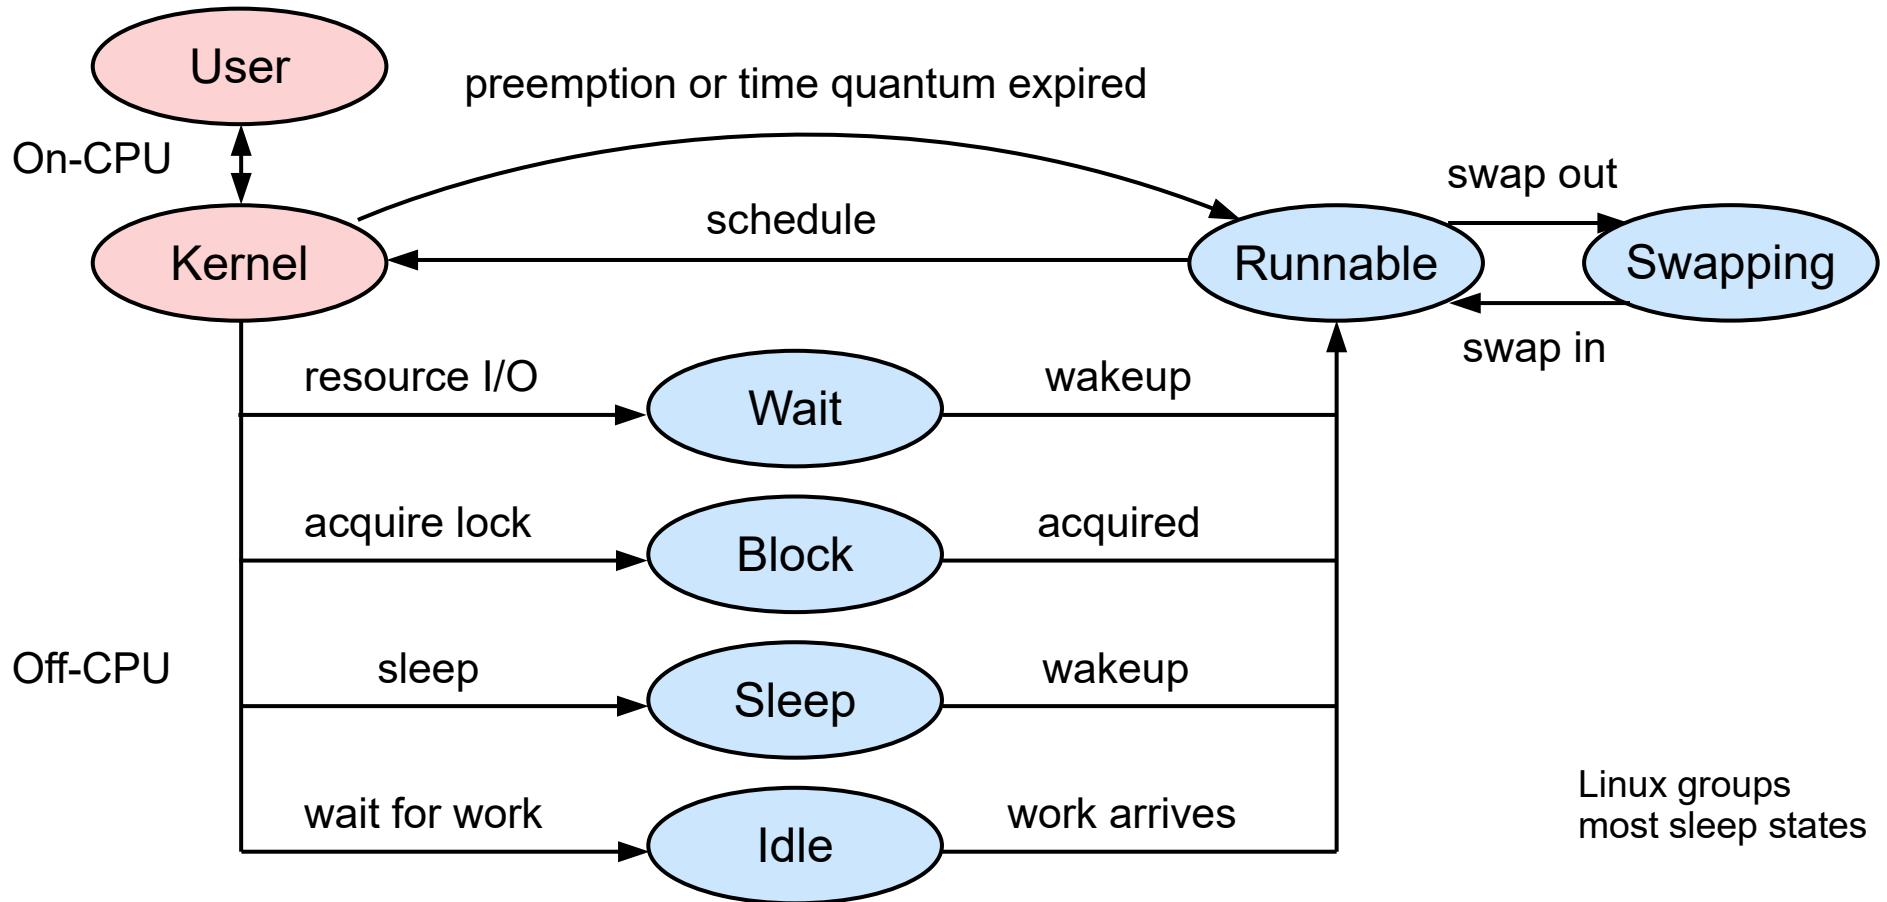 User
preemption or time quantum expired
On-CPU
swap out
schedule
Kernel
Runnable
Swapping
swap in
resource I/O
Wait
wakeup
acquire lock
Block
acquired
Off-CPU
sleep
Sleep
wakeup
wait for work
Idle
work arrives
Linux groups
most sleep states